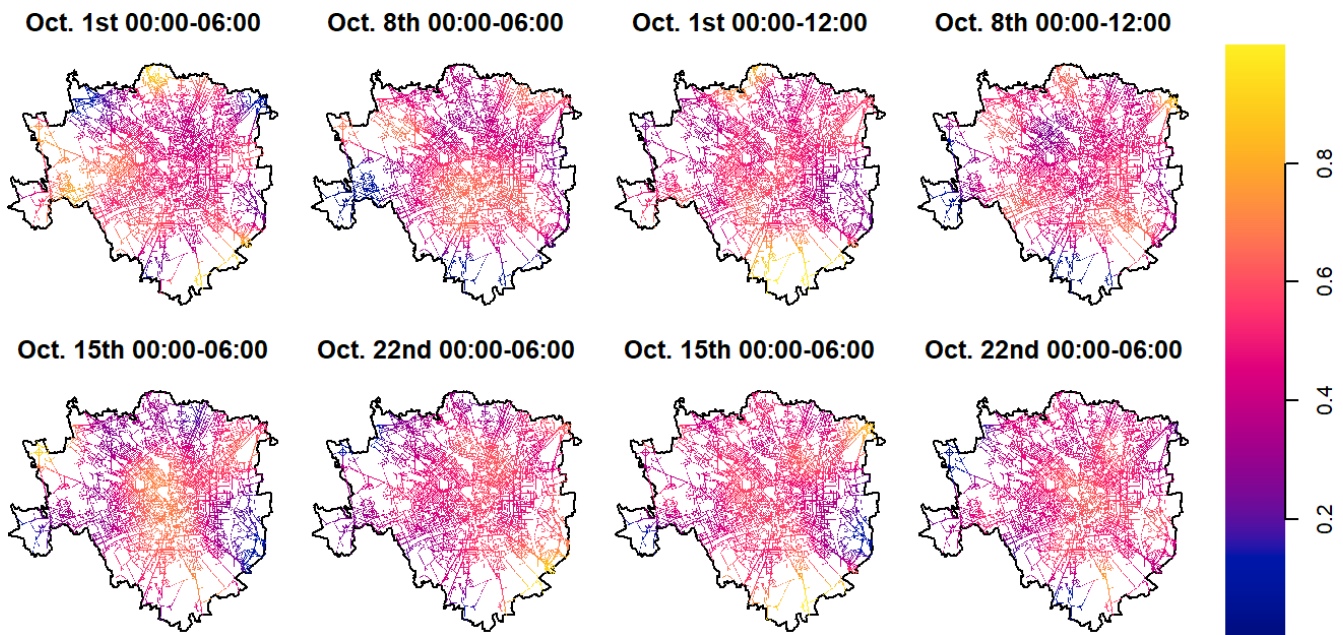 Oct. 1st 00:00-06:00
Oct. 8th 00:00-06:00
Oct. 1st 00:00-12:00
Oct. 8th 00:00-12:00
Oct. 15th 00:00-06:00
Oct. 22nd 00:00-06:00
Oct. 15th 00:00-06:00
Oct. 22nd 00:00-06:00
0.8
0.6
0.4
0.2